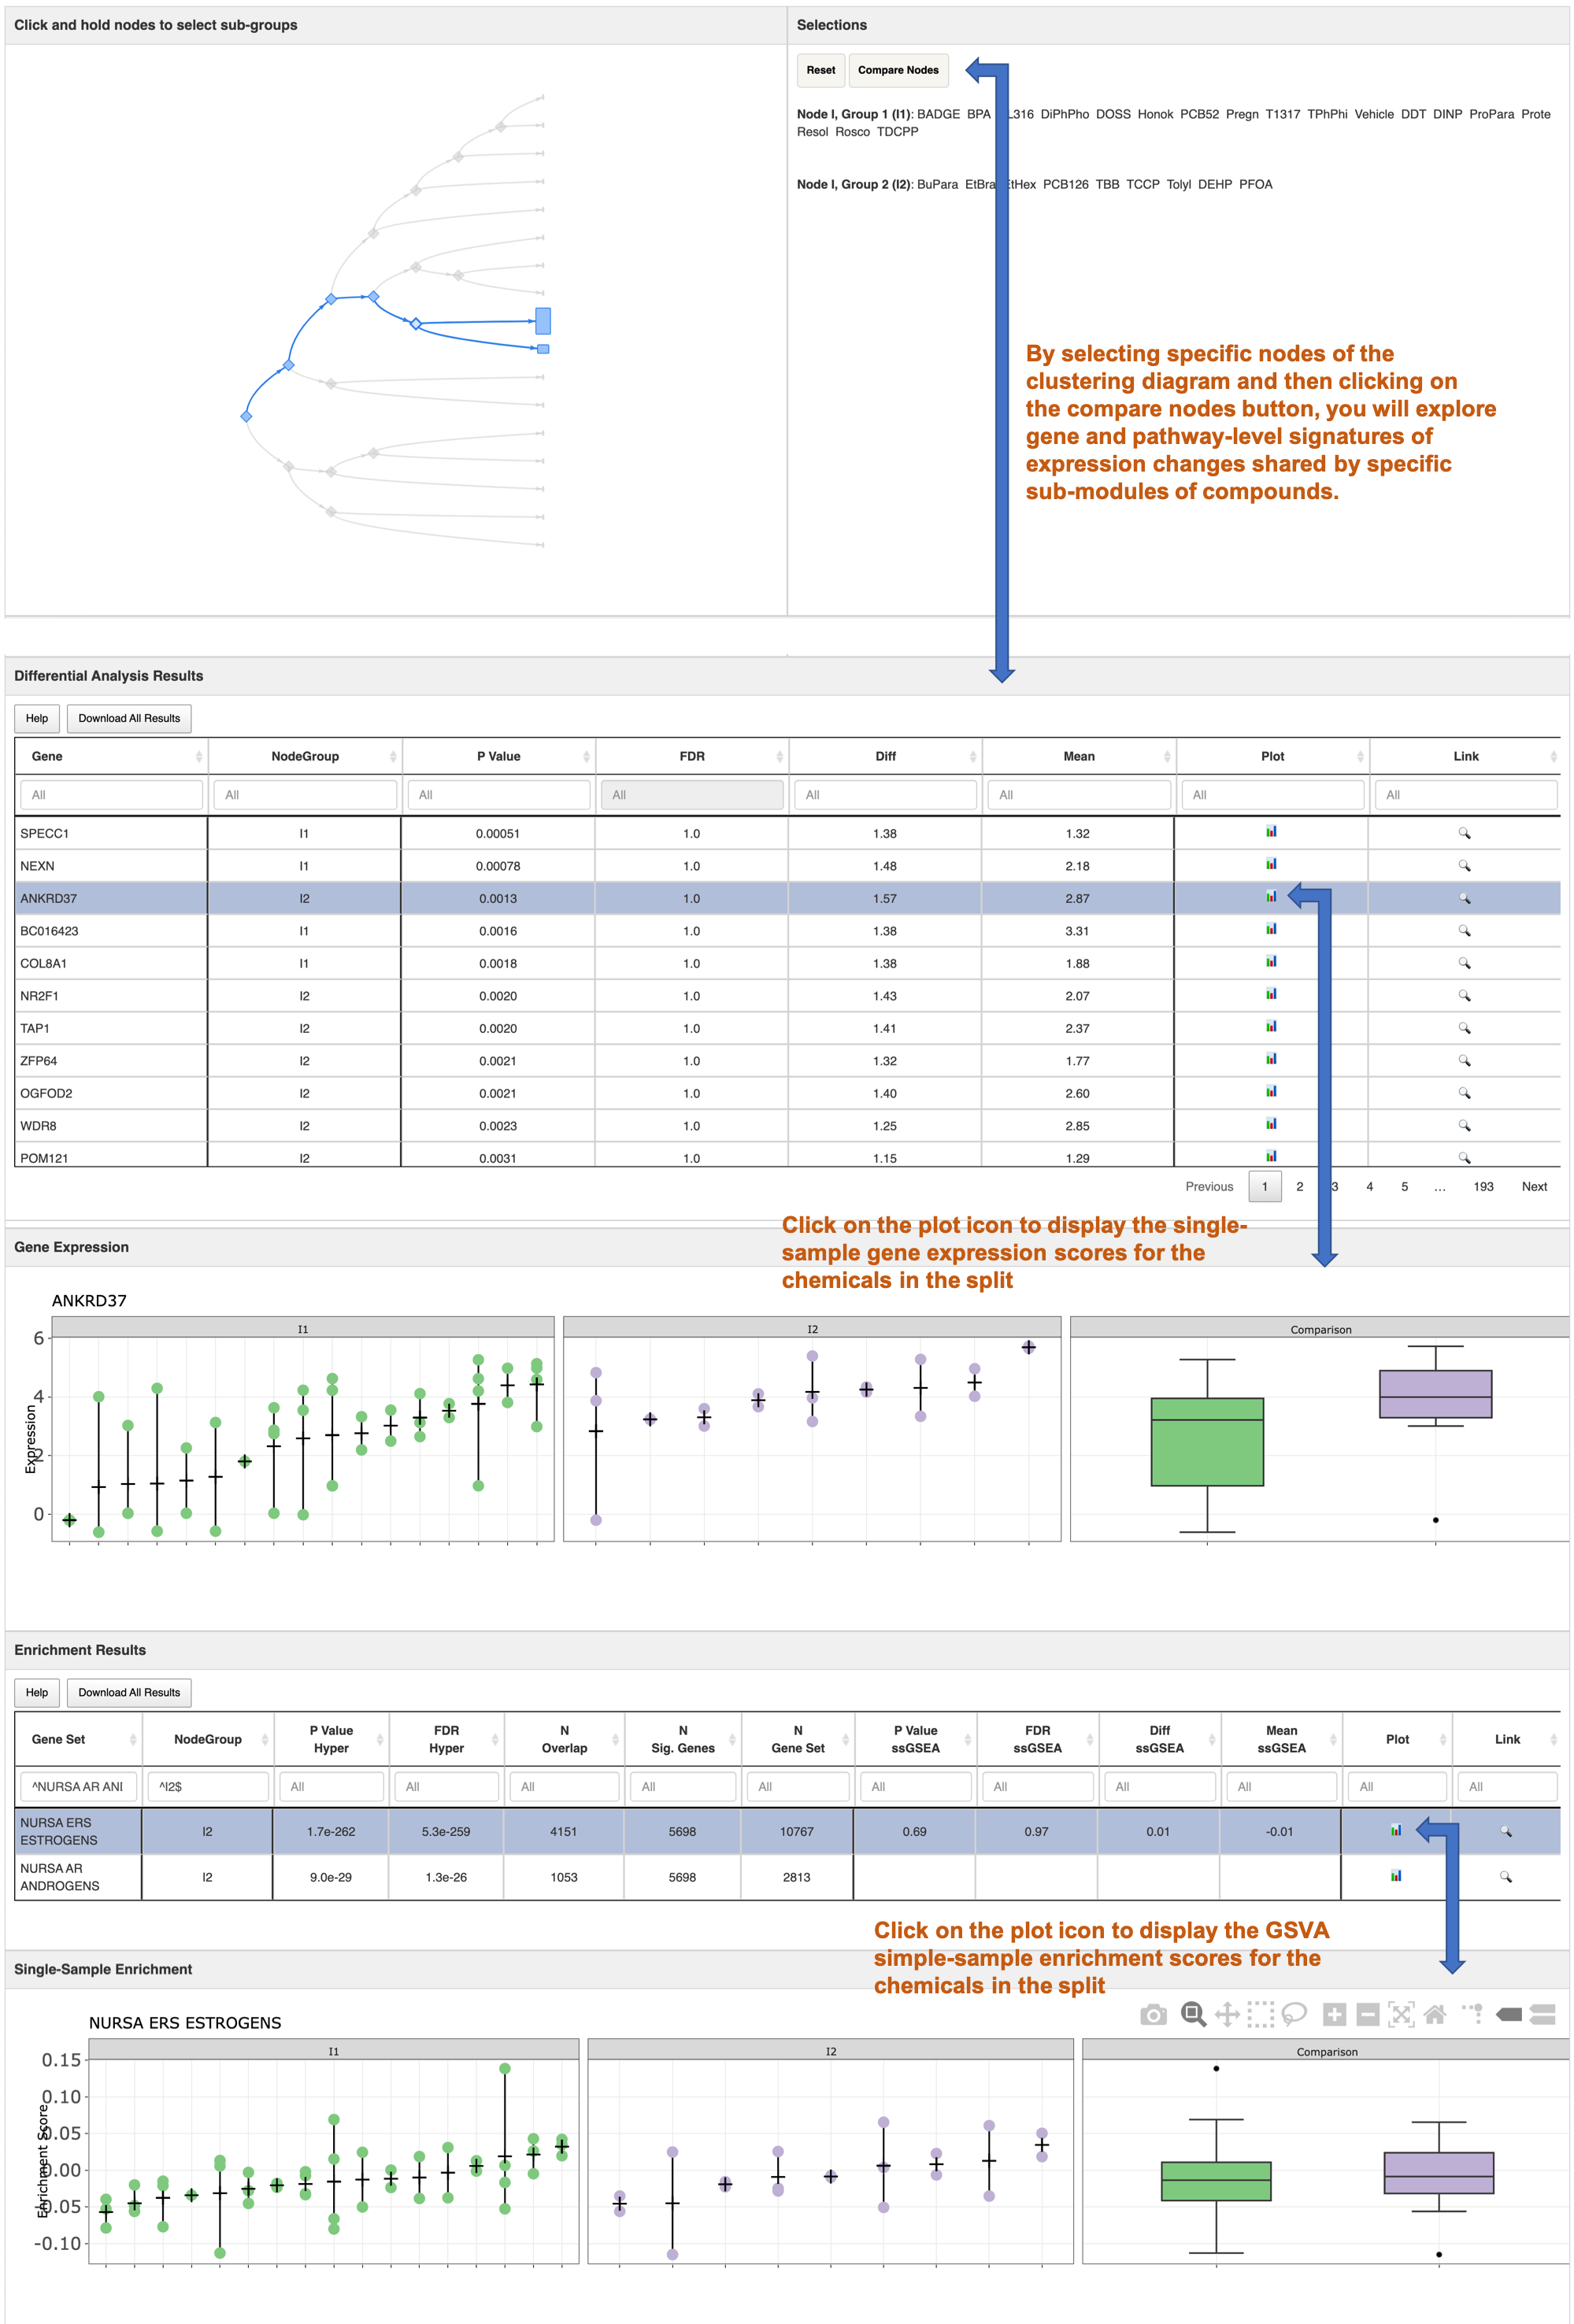 Click and hold nodes to select sub-groups
Selections
Reset
Compare Nodes
Node I, Group 1 (I1): BADGE BPA L316 DiPhPho DOSS Honok PCB52 Pregn T1317 TPhPhi Vehicle DDT DINP ProPara Prote
Resol Rosco TDCPP
Node I, Group 2 (I2): BuPara EtBra tHex PCB126 TBB TCCP Tolyl DEHP PFOA
By selecting specific nodes of the
clustering diagram and then clicking on
the compare nodes button, you will explore
gene and pathway-level signatures of
expression changes shared by specific
sub-modules of compounds.
Differential Analysis Results
Help
Download All Results
Gene NodeGroup P Value FDR Diff Mean Plot Link
All All All All All All All All
SPECC1 I1 0.00051 1.0 1.38 1.32
NEXN I1 0.00078 1.0 1.48 2.18
ANKRD37 I2 0.0013 1.0 1.57 2.87
BC016423 I1 0.0016 1.0 1.38 3.31
COL8A1 I1 0.0018 1.0 1.38 1.88
NR2F1 I2 0.0020 1.0 1.43 2.07
TAP1 I2 0.0020 1.0 1.41 2.37
ZFP64 I2 0.0021 1.0 1.32 1.77
OGFOD2 I2 0.0021 1.0 1.40 2.60
WDR8 I2 0.0023 1.0 1.25 2.85
POM121 I2 0.0031 1.0 1.15 1.29
Previous 1 2 3 4 5 … 193 Next
Click on the plot icon to display the single-
sample gene expression scores for the
chemicals in the split
Gene Expression
ANKRD37
I1
I2
Comparison
Expression
6
4
2
0
Enrichment Results
Help
Download All Results
Gene Set NodeGroup P Value Hyper FDR Hyper N Overlap N Sig. Genes N Gene Set P Value ssGSEA FDR ssGSEA Diff ssGSEA Mean ssGSEA Plot Link
^NURSA AR AN ^I2$ All All All All All All All All All All All
NURSA ERS ESTROGENS I2 1.7e-262 5.3e-259 4151 5698 10767 0.69 0.97 0.01 -0.01
NURSA AR ANDROGENS I2 9.0e-29 1.3e-26 1053 5698 2813
Click on the plot icon to display the GSVA
simple-sample enrichment scores for the
chemicals in the split
Single-Sample Enrichment
NURSA ERS ESTROGENS
I1
I2
Comparison
Enrichment Score
0.15
0.10
0.05
0.00
-0.05
-0.10